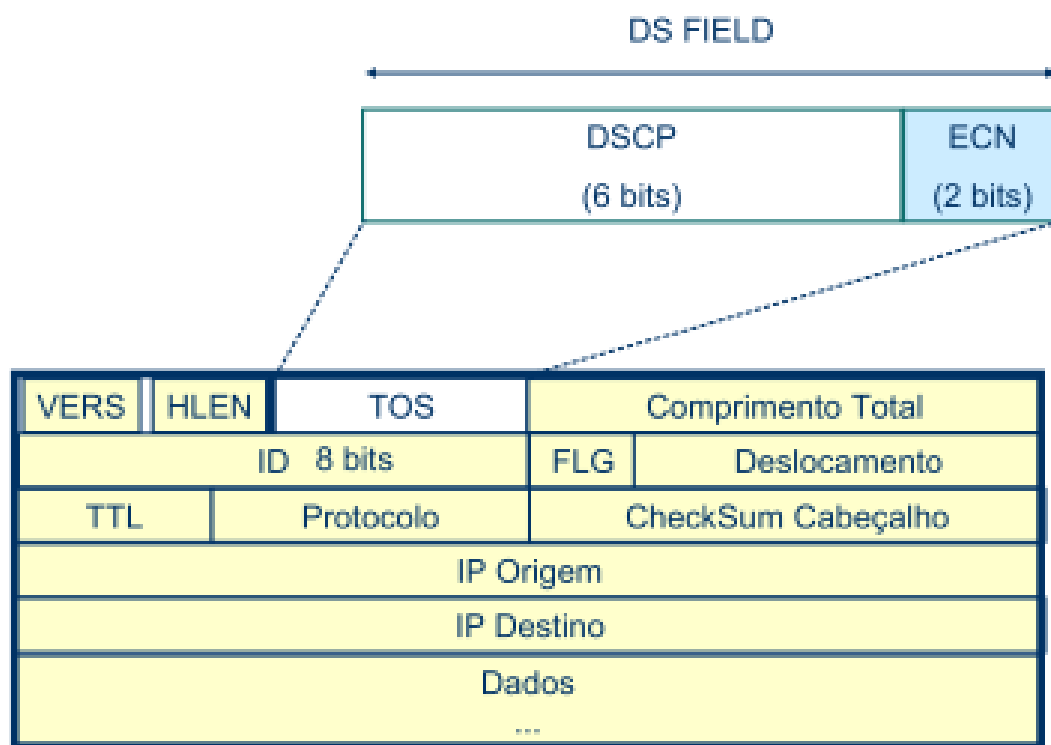 DS FIELD
DSCP ECN
(6 bits) (2 bits)
VERS HLEN TOS Comprimento Total
ID 8 bits FLG Deslocamento
TTL Protocolo CheckSum Cabeçalho
IP Origem
IP Destino
Dados
...